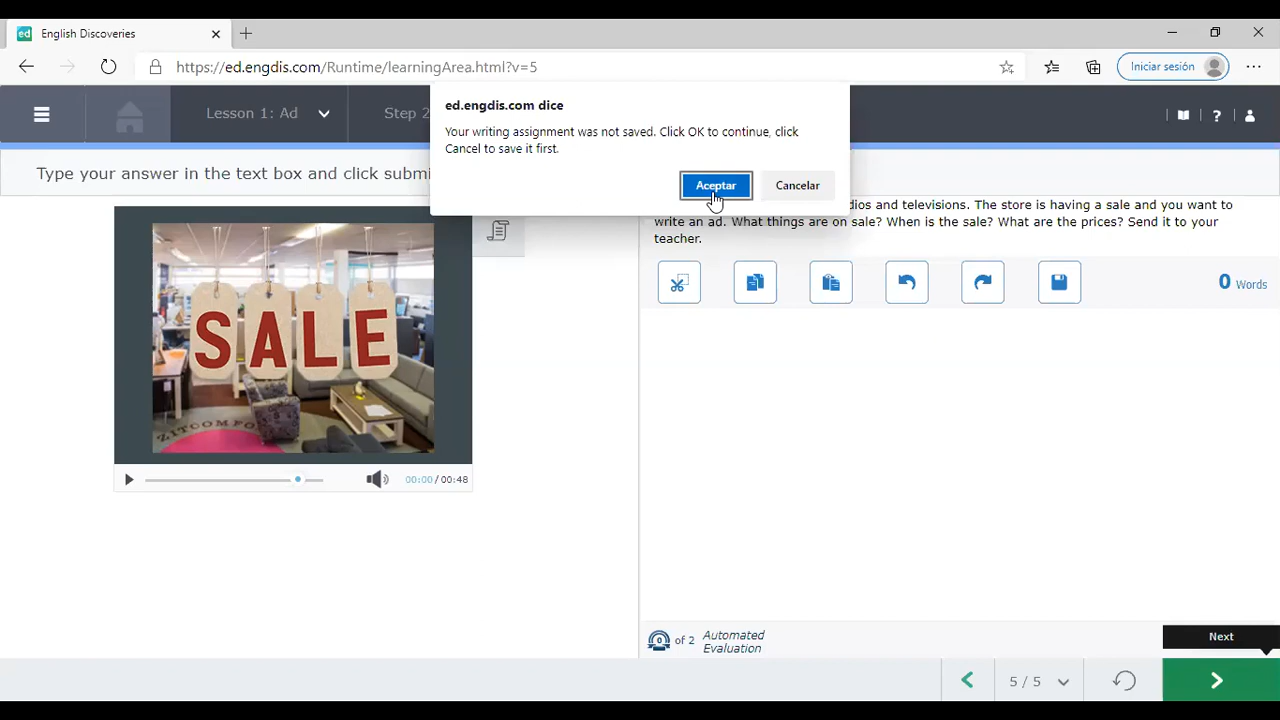 English Discoveries
https://ed.engdis.com/Runtime/learningArea.html?v=5
Iniciar sesión
ed.engdis.com dice
Your writing assignment was not saved. Click OK to continue, click
Cancel to save it first.
Aceptar
Cancelar
Lesson 1: Ad
Step 2
Type your answer in the text box and click submi
dios and televisions. The store is having a sale and you want to
write an ad. What things are on sale? When is the sale? What are the prices? Send it to your
teacher.
0 Words
SALE
ZITCOM FO
00:00 / 00:48
0 of 2
Automated
Evaluation
Next
5 / 5